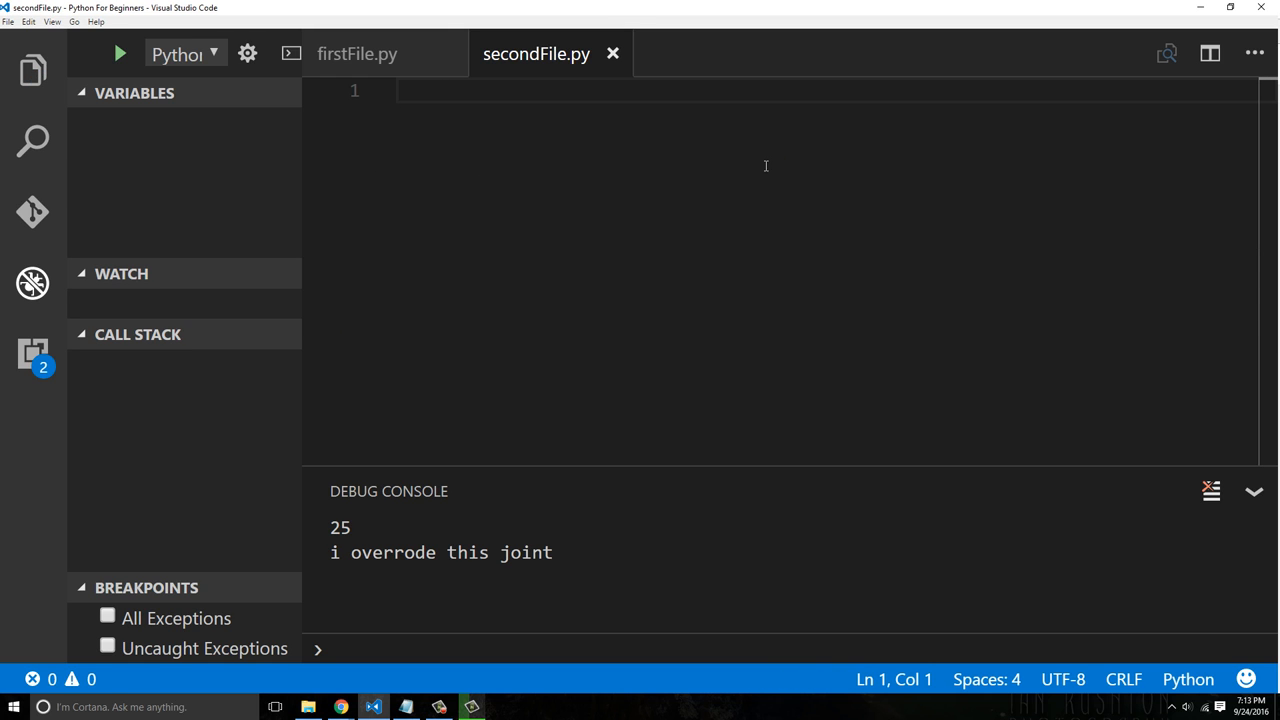 secondFile.py - Python For Beginners - Visual Studio Code
File Edit View Go Help
Python
firstFile.py
secondFile.py
VARIABLES
1
WATCH
CALL STACK
2
DEBUG CONSOLE
25
i overrode this joint
BREAKPOINTS
All Exceptions
Uncaught Exceptions
0 0
Ln 1, Col 1
Spaces: 4
UTF-8
CRLF
Python
I'm Cortana. Ask me anything.
7:13 PM
9/24/2016